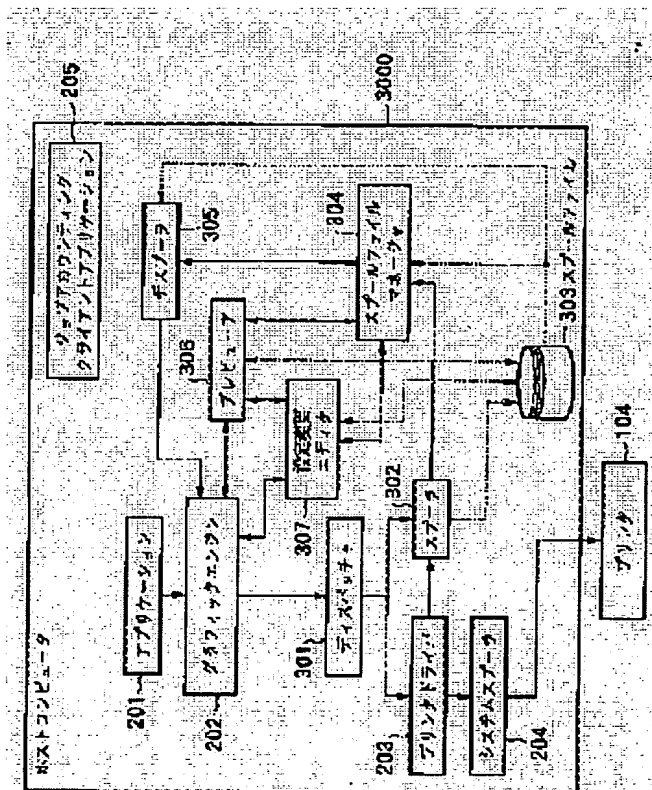 ホストコンピュータ
3000
205
ジョブアカウンティング
クライアントアプリケーション
201
アプリケーション
202
グラフィックエンジン
305
デスプーラ
306
プレビューア
304
スプールファイル
マネージャ
307
設定変更
エディタ
301
ディスパッチャ
302
スプーラ
303 スプールファイル
203
プリンタドライバ
204
システムスプーラ
104
プリンタ